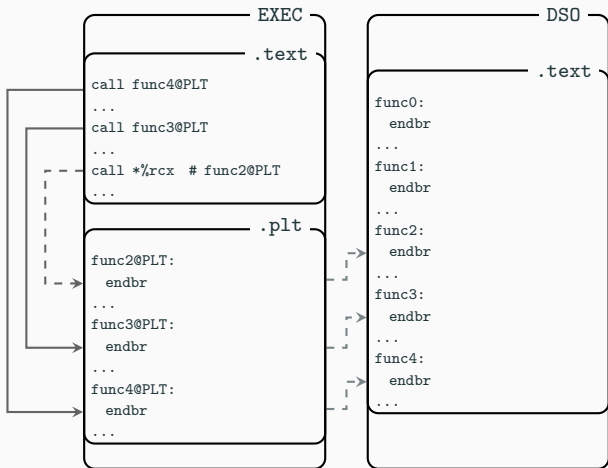 EXEC
.text
call func4@PLT
...
call func3@PLT
...
call *%rcx # func2@PLT
...
.plt
func2@PLT:
endbr
...
func3@PLT:
endbr
...
func4@PLT:
endbr
...
DSO
.text
func0:
endbr
...
func1:
endbr
...
func2:
endbr
...
func3:
endbr
...
func4:
endbr
...